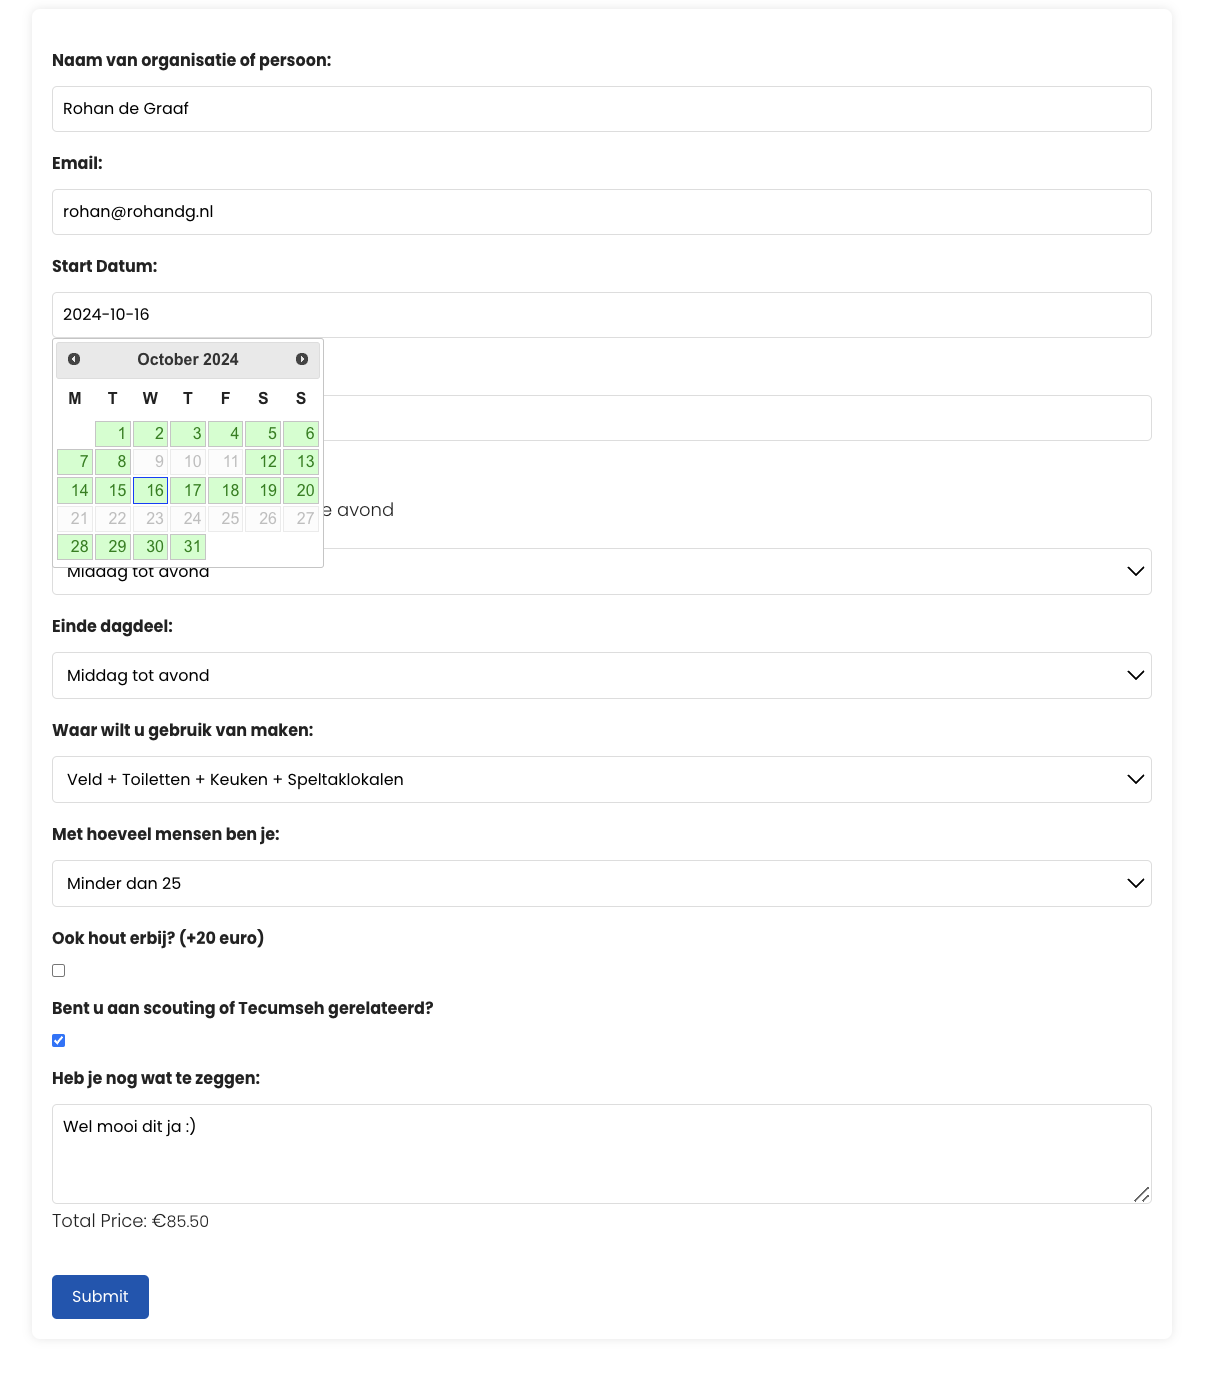 Naam van organisatie of persoon:
Rohan de Graaf
Email:
rohan@rohandg.nl
Start Datum:
2024-10-16
October 2024
M T W T F S S
1 2 3 4 5 6
7 8 9 10 11 12 13
14 15 16 17 18 19 20
21 22 23 24 25 26 27
28 29 30 31
avond
Middag tot avond
Einde dagdeel:
Middag tot avond
Waar wilt u gebruik van maken:
Veld + Toiletten + Keuken + Speltaklokalen
Met hoeveel mensen ben je:
Minder dan 25
Ook hout erbij? (+20 euro)
Bent u aan scouting of Tecumseh gerelateerd?
Heb je nog wat te zeggen:
Wel mooi dit ja :)
Total Price: €85.50
Submit